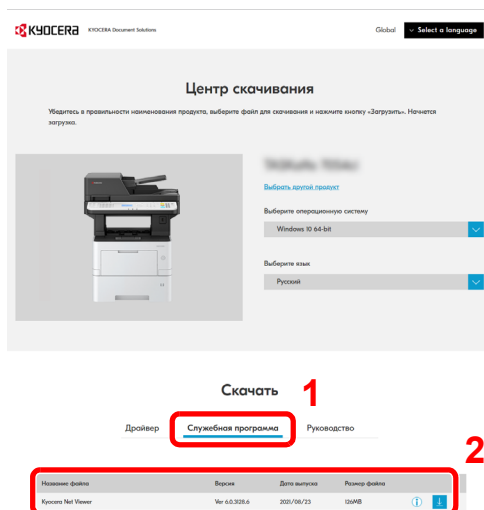 KYOCERA KYOCERA Document Solutions Global Select a language
Центр скачивания
Убедитесь в правильности наименования продукта, выберите файл для скачивания и нажмите кнопку «Загрузить». Начнется
загрузка.
Выбрать другой продукт
Выберите операционную систему
Windows 10 64-bit
Выберите язык
Русский
Скачать 1
Драйвер Служебная программа Руководство
2
Название файла Версия Дата выпуска Размер файла
Kyocera Net Viewer Ver 6.0.3128.6 2021/08/23 126MB